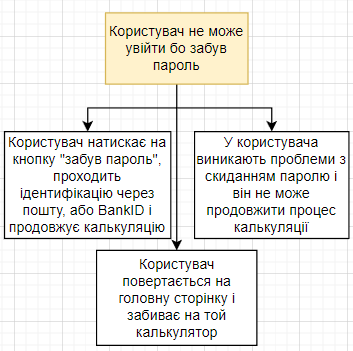 Користувач не може
увійти бо забув
пароль
Користувач натискає на
кнопку "забув пароль",
проходить
ідентифікацію через
пошту, або BankID і
продовжує калькуляцію
У користувача
виникають проблеми з
скиданням паролю і
він не може
продовжити процес
калькуляції
Користувач
повертається на
головну сторінку і
забиває на той
калькулятор